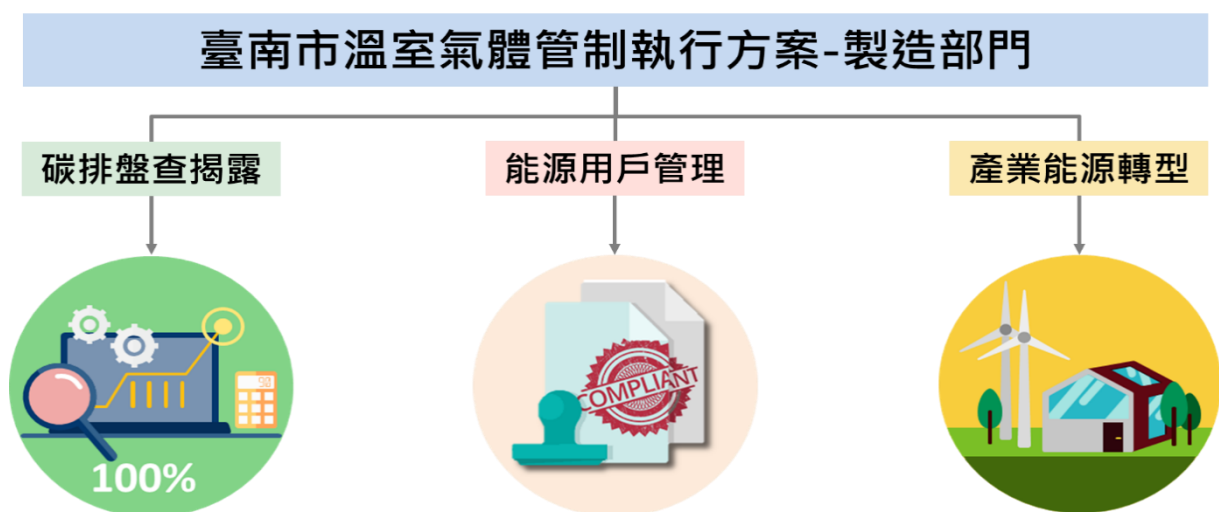 臺南市溫室氣體管制執行方案-製造部門
碳排盤查揭露
能源用戶管理
產業能源轉型
90
COMPLIANT
100%